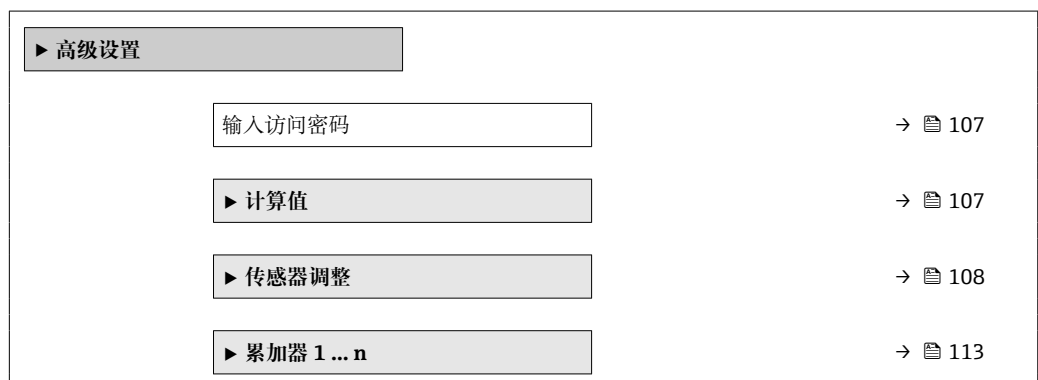 ▶ 高级设置
输入访问密码 → 🖹 107
▶ 计算值 → 🖹 107
▶ 传感器调整 → 🖹 108
▶ 累加器 1 … n → 🖹 113